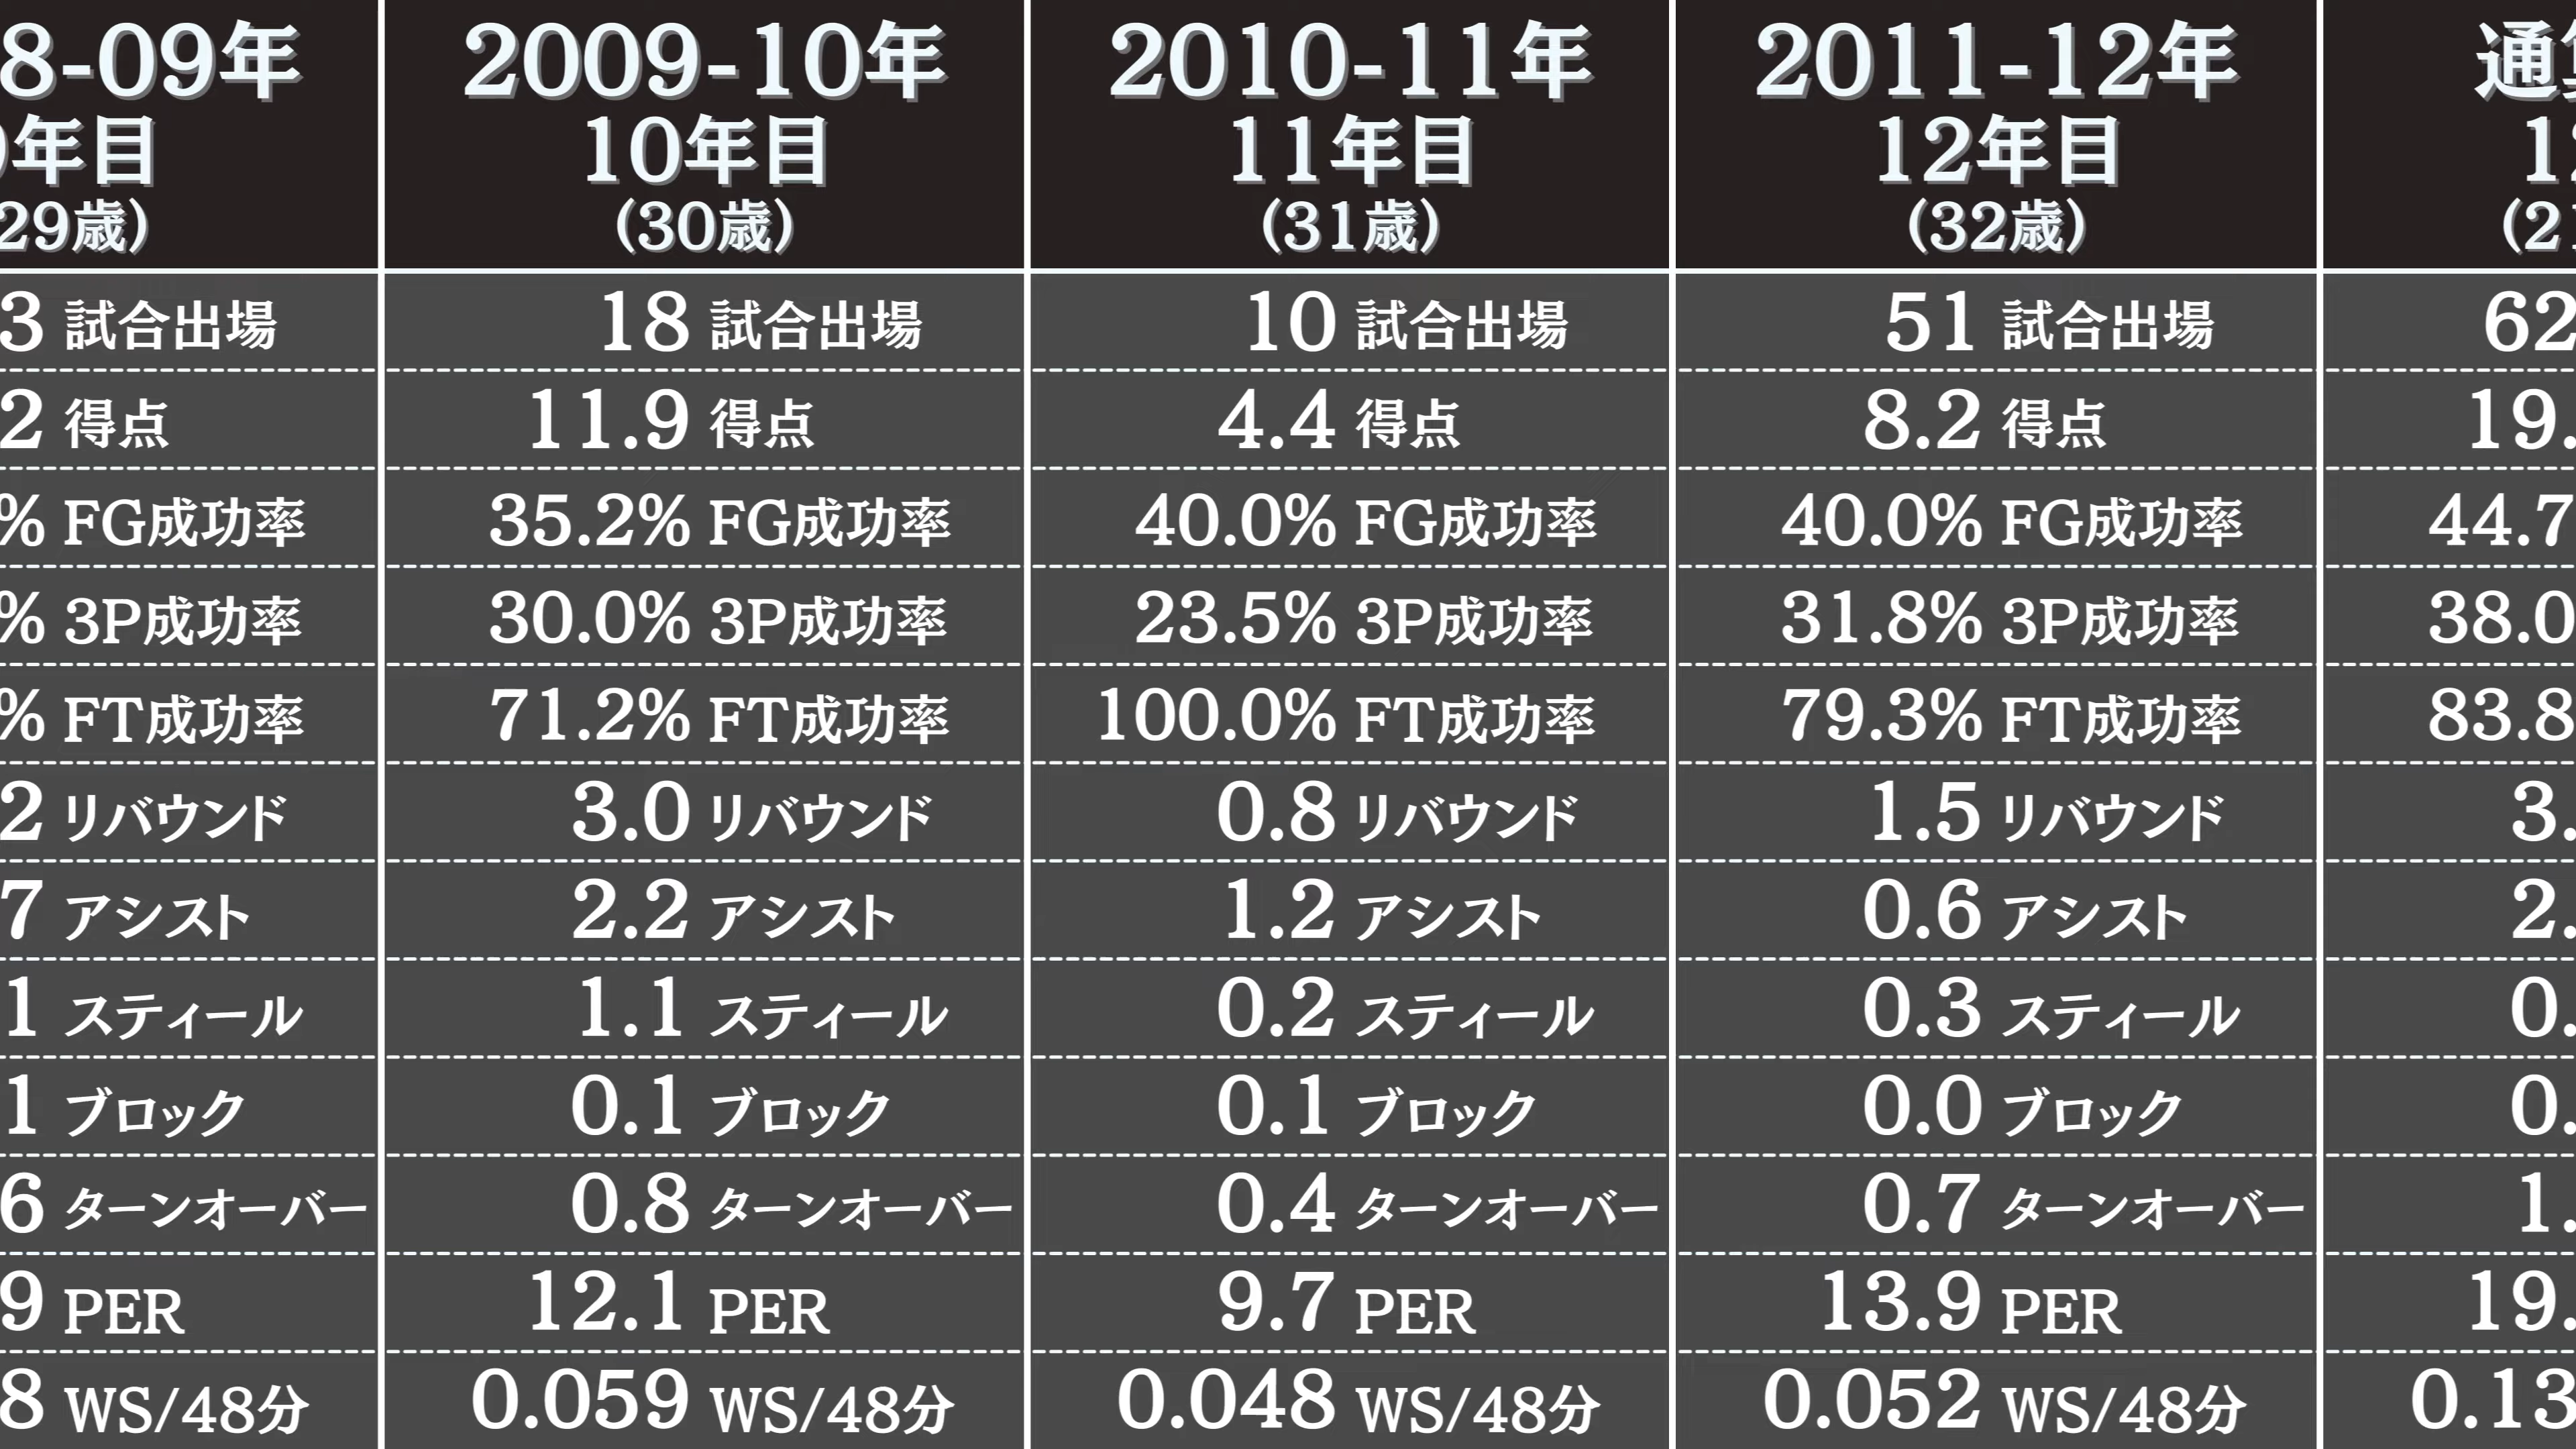 8-09年 2009-10年 2010-11年 2011-12年 通
年目 10年目 11年目 12年目 1
29歳) (30歳) (31歳) (32歳) (21
3 試合出場 18 試合出場 10 試合出場 51 試合出場 62
2 得点 11.9 得点 4.4 得点 8.2 得点 19.
% FG成功率 35.2% FG成功率 40.0% FG成功率 40.0% FG成功率 44.7
% 3P成功率 30.0% 3P成功率 23.5% 3P成功率 31.8% 3P成功率 38.0
% FT成功率 71.2% FT成功率 100.0% FT成功率 79.3% FT成功率 83.8
2 リバウンド 3.0 リバウンド 0.8 リバウンド 1.5 リバウンド 3.
7 アシスト 2.2 アシスト 1.2 アシスト 0.6 アシスト 2.
1 スティール 1.1 スティール 0.2 スティール 0.3 スティール 0.
1 ブロック 0.1 ブロック 0.1 ブロック 0.0 ブロック 0.
6 ターンオーバー 0.8 ターンオーバー 0.4 ターンオーバー 0.7 ターンオーバー 1.
9 PER 12.1 PER 9.7 PER 13.9 PER 19.
8 WS/48分 0.059 WS/48分 0.048 WS/48分 0.052 WS/48分 0.13